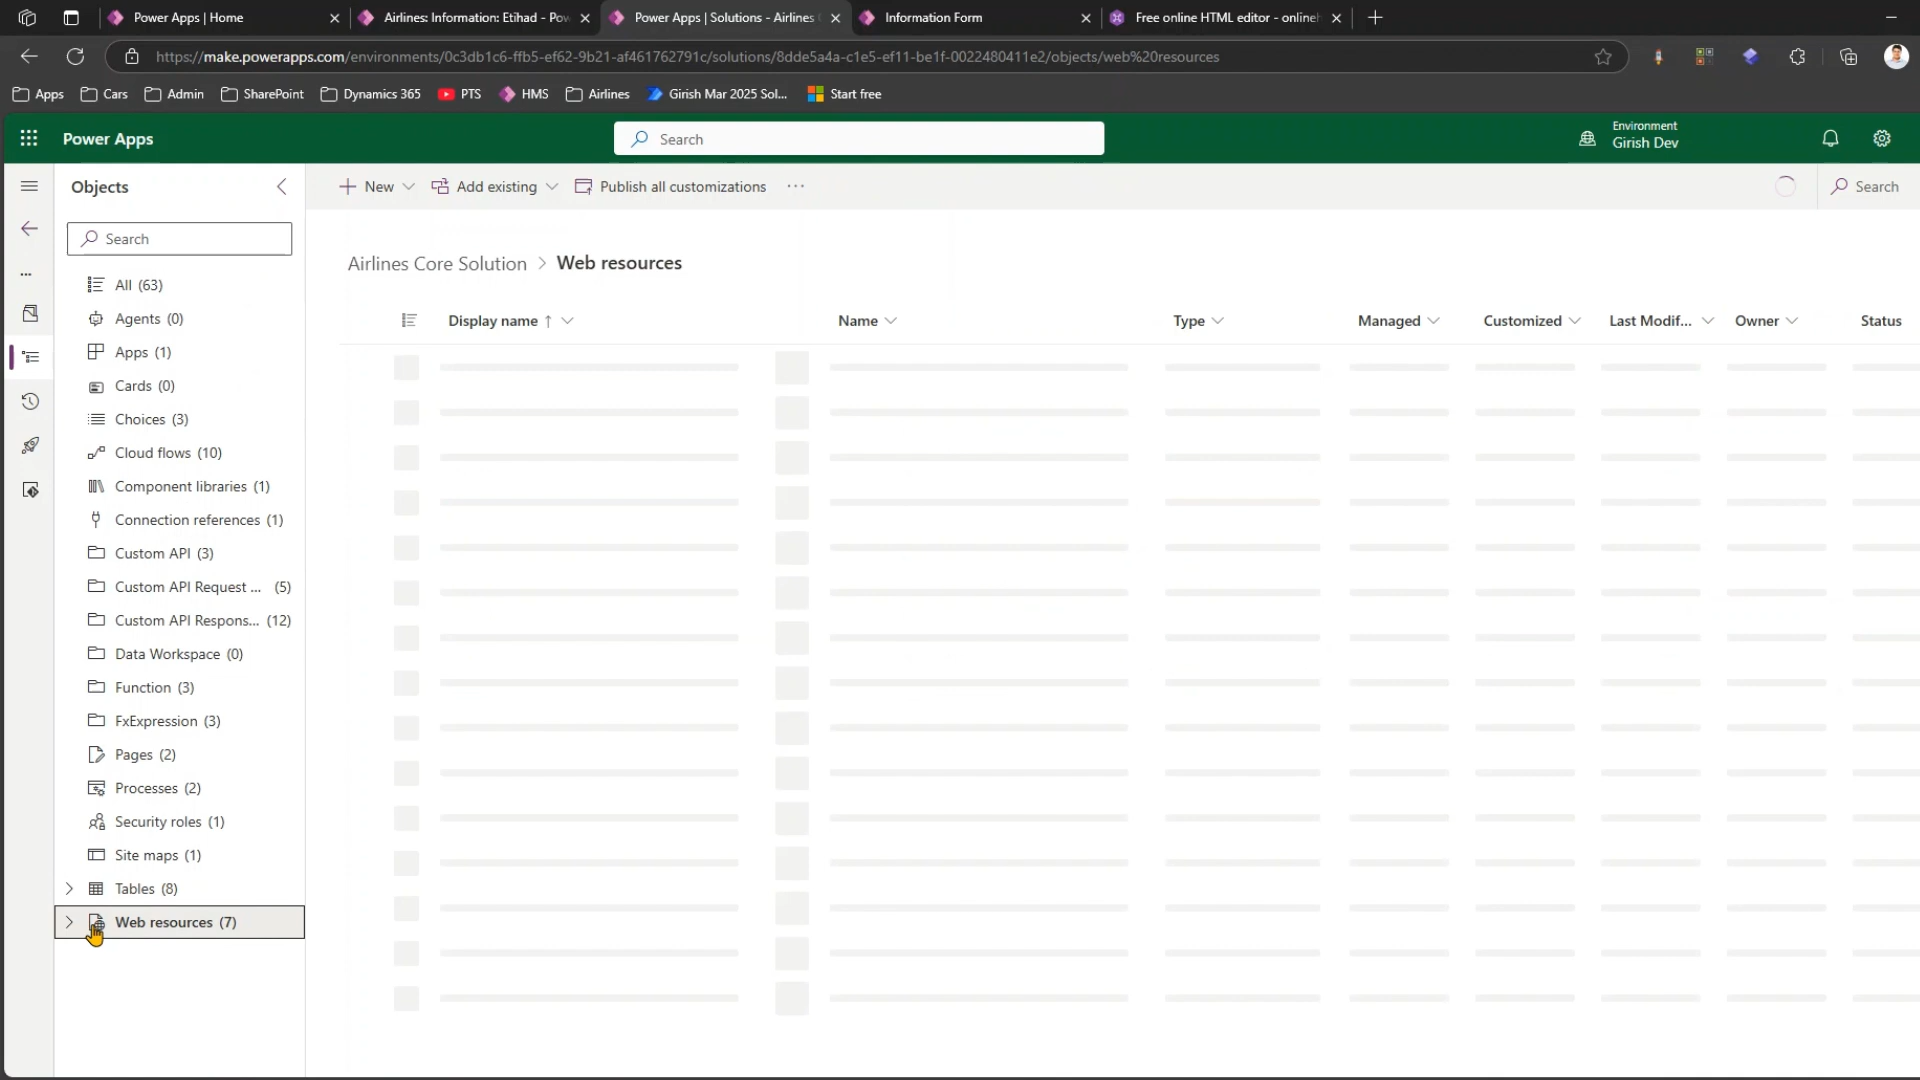 Power Apps | Home
Airlines: Information: Etihad - Pow
Power Apps | Solutions - Airlines C
Information Form
Free online HTML editor - onlineh
https://make.powerapps.com/environments/0c3db1c6-ffb5-ef62-9b21-af461762791c/solutions/8dde5a4a-c1e5-ef11-be1f-0022480411e2/objects/web%20resources
Apps
Cars
Admin
SharePoint
Dynamics 365
PTS
HMS
Airlines
Girish Mar 2025 Sol...
Start free
Power Apps
Search
Environment
Girish Dev
Objects
New
Add existing
Publish all customizations
Search
Search
Airlines Core Solution > Web resources
Display name ↑
Name
Type
Managed
Customized
Last Modif...
Owner
Status
All (63)
Agents (0)
Apps (1)
Cards (0)
Choices (3)
Cloud flows (10)
Component libraries (1)
Connection references (1)
Custom API (3)
Custom API Request ... (5)
Custom API Respons... (12)
Data Workspace (0)
Function (3)
FxExpression (3)
Pages (2)
Processes (2)
Security roles (1)
Site maps (1)
Tables (8)
Web resources (7)